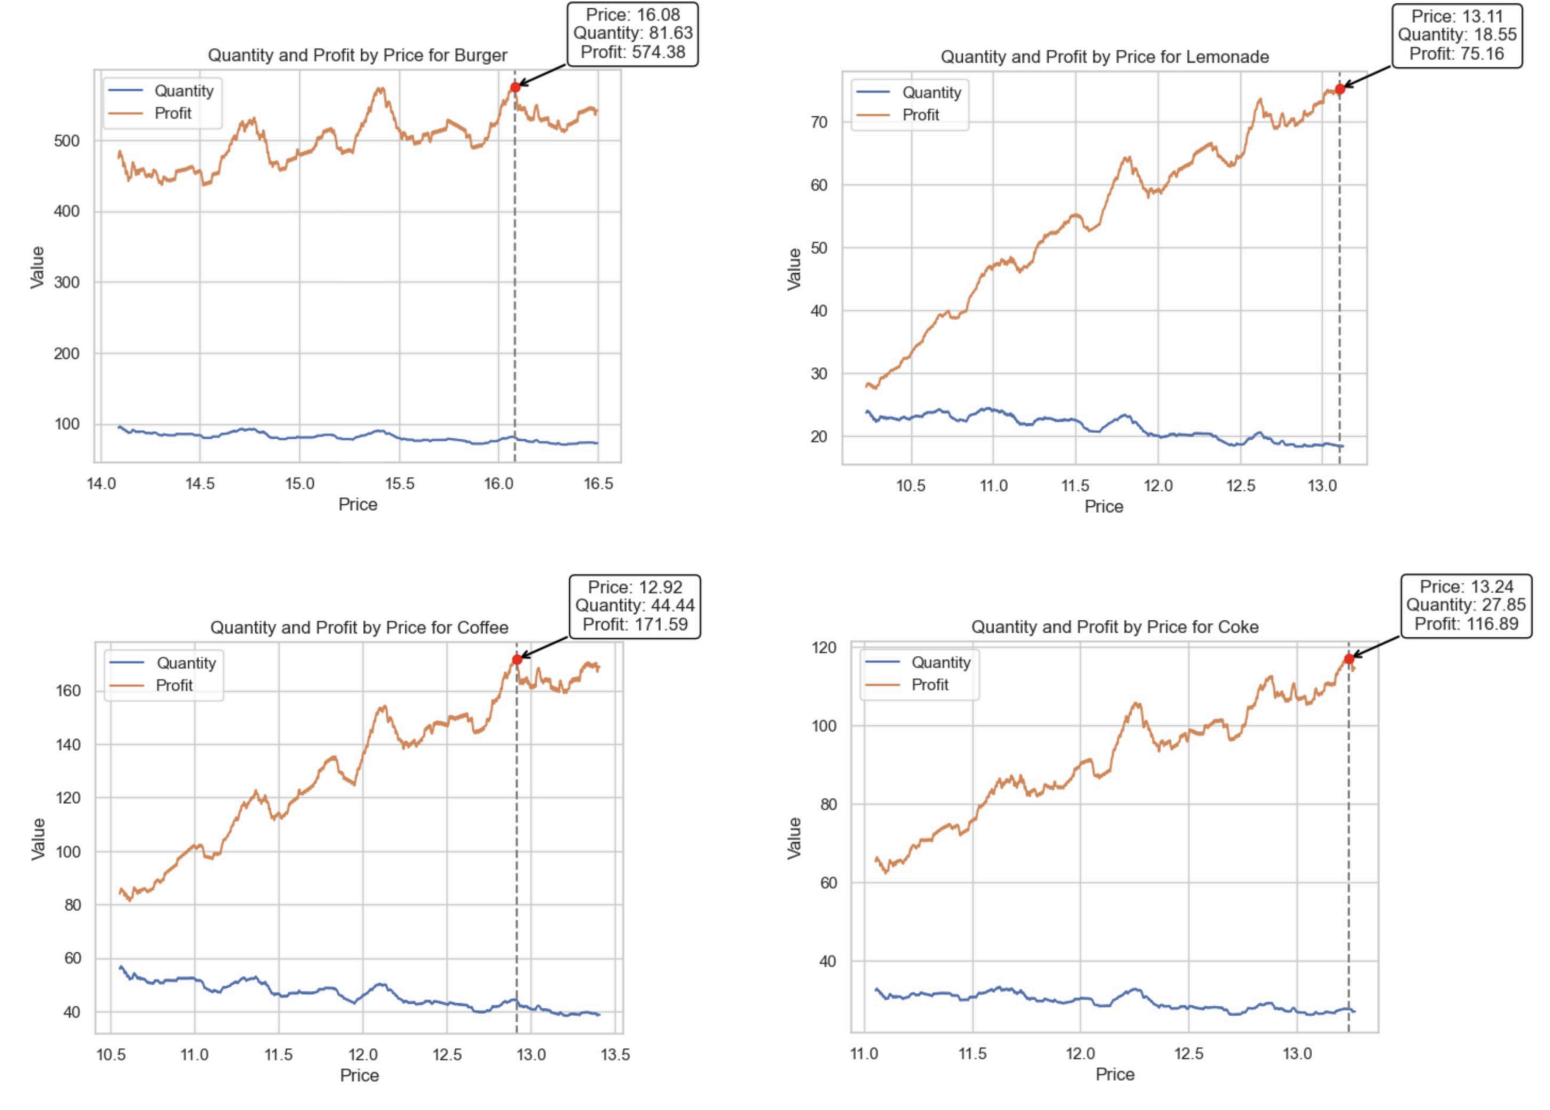 Price: 16.08
Quantity: 81.63
Profit: 574.38
Quantity and Profit by Price for Burger
Quantity
Profit
500
400
300
200
100
Value
14.0 14.5 15.0 15.5 16.0 16.5
Price
Price: 13.11
Quantity: 18.55
Profit: 75.16
Quantity and Profit by Price for Lemonade
Quantity
Profit
70
60
50
40
30
20
Value
10.5 11.0 11.5 12.0 12.5 13.0
Price
Price: 12.92
Quantity: 44.44
Profit: 171.59
Quantity and Profit by Price for Coffee
Quantity
Profit
160
140
120
100
80
60
40
Value
10.5 11.0 11.5 12.0 12.5 13.0 13.5
Price
Price: 13.24
Quantity: 27.85
Profit: 116.89
Quantity and Profit by Price for Coke
Quantity
Profit
120
100
80
60
40
Value
11.0 11.5 12.0 12.5 13.0
Price